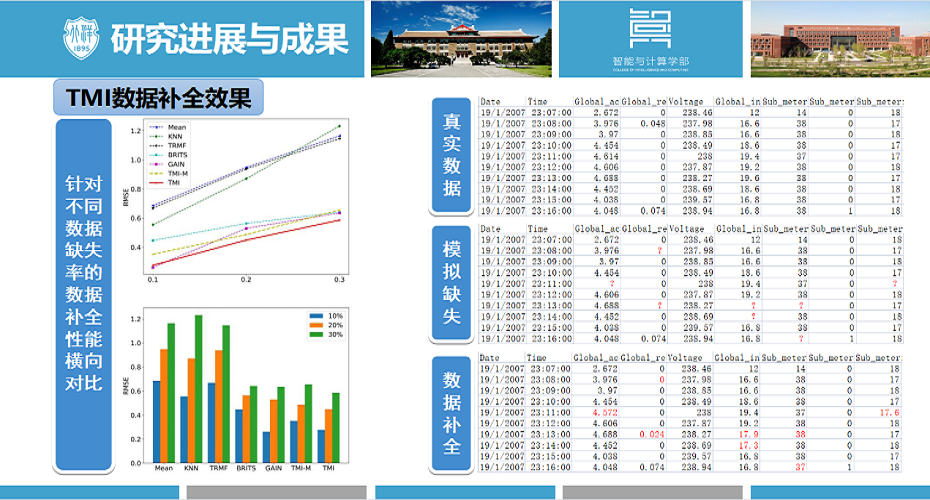 1895
研究进展与成果
智能与计算学部
COLLEGE OF INTELLIGENCE AND COMPUTING
TMI数据补全效果
针对
不同
数据
缺失
率的
数据
补全
性能
横向
对比
RMSE
1.2
1.0
0.8
0.6
0.4
0.1
0.2
0.3
Mean
KNN
TRMF
BRITS
GAIN
TMI-M
TMI
RMSE
1.2
1.0
0.8
0.6
0.4
0.2
0.0
10%
20%
30%
Mean KNN TRMF BRITS GAIN TMI-M TMI
真实数据
Date Time Global_ac Global_re Voltage Global_in Sub_meter Sub_meter Sub_meter
19/1/2007 23:07:00 2.672 0 238.46 12 14 0 18
19/1/2007 23:08:00 3.976 0.048 237.98 16.6 38 0 17
19/1/2007 23:09:00 3.97 0 238.85 16.6 38 0 18
19/1/2007 23:10:00 4.454 0 238.49 18.6 38 0 17
19/1/2007 23:11:00 4.614 0 238 19.4 37 0 17
19/1/2007 23:12:00 4.606 0 237.87 19.2 38 0 18
19/1/2007 23:13:00 4.688 0 238.27 19.6 38 0 17
19/1/2007 23:14:00 4.452 0 238.69 18.6 38 0 18
19/1/2007 23:15:00 4.038 0 239.57 16.8 38 0 17
19/1/2007 23:16:00 4.048 0.074 238.94 16.8 38 1 18
模拟缺失
Date Time Global_ac Global_re Voltage Global_in Sub_meter Sub_meter Sub_meter
19/1/2007 23:07:00 2.672 0 238.46 12 14 0 18
19/1/2007 23:08:00 3.976 ? 237.98 16.6 38 0 17
19/1/2007 23:09:00 3.97 0 238.85 16.6 38 0 18
19/1/2007 23:10:00 4.454 0 238.49 18.6 38 0 17
19/1/2007 23:11:00 ? 0 238 19.4 37 0 ?
19/1/2007 23:12:00 4.606 0 237.87 19.2 38 0 18
19/1/2007 23:13:00 4.688 ? 238.27 ? ? 0 17
19/1/2007 23:14:00 4.452 0 238.69 ? 38 0 18
19/1/2007 23:15:00 4.038 0 239.57 16.8 38 0 17
19/1/2007 23:16:00 4.048 0.074 238.94 16.8 ? 1 18
数据补全
Date Time Global_ac Global_re Voltage Global_in Sub_meter Sub_meter Sub_meter
19/1/2007 23:07:00 2.672 0 238.46 12 14 0 18
19/1/2007 23:08:00 3.976 0 237.98 16.6 38 0 17
19/1/2007 23:09:00 3.97 0 238.85 16.6 38 0 18
19/1/2007 23:10:00 4.454 0 238.49 18.6 38 0 17
19/1/2007 23:11:00 4.572 0 238 19.4 37 0 17.6
19/1/2007 23:12:00 4.606 0 237.87 19.2 38 0 18
19/1/2007 23:13:00 4.688 0.024 238.27 17.9 38 0 17
19/1/2007 23:14:00 4.452 0 238.69 17.3 38 0 18
19/1/2007 23:15:00 4.038 0 239.57 16.8 38 0 17
19/1/2007 23:16:00 4.048 0.074 238.94 16.8 37 1 18